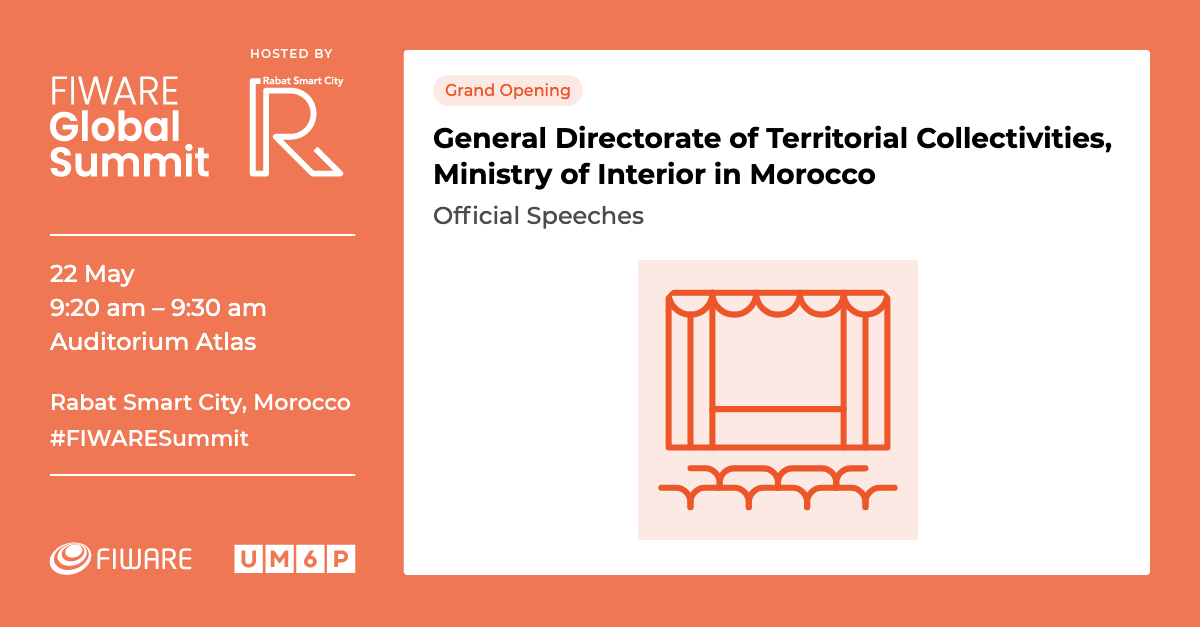 FIWARE
Global
Summit
HOSTED BY
Rabat Smart City
R
22 May
9:20 am – 9:30 am
Auditorium Atlas
Rabat Smart City, Morocco
#FIWARESummit
FIWARE
UM6P
Grand Opening
General Directorate of Territorial Collectivities,
Ministry of Interior in Morocco
Official Speeches